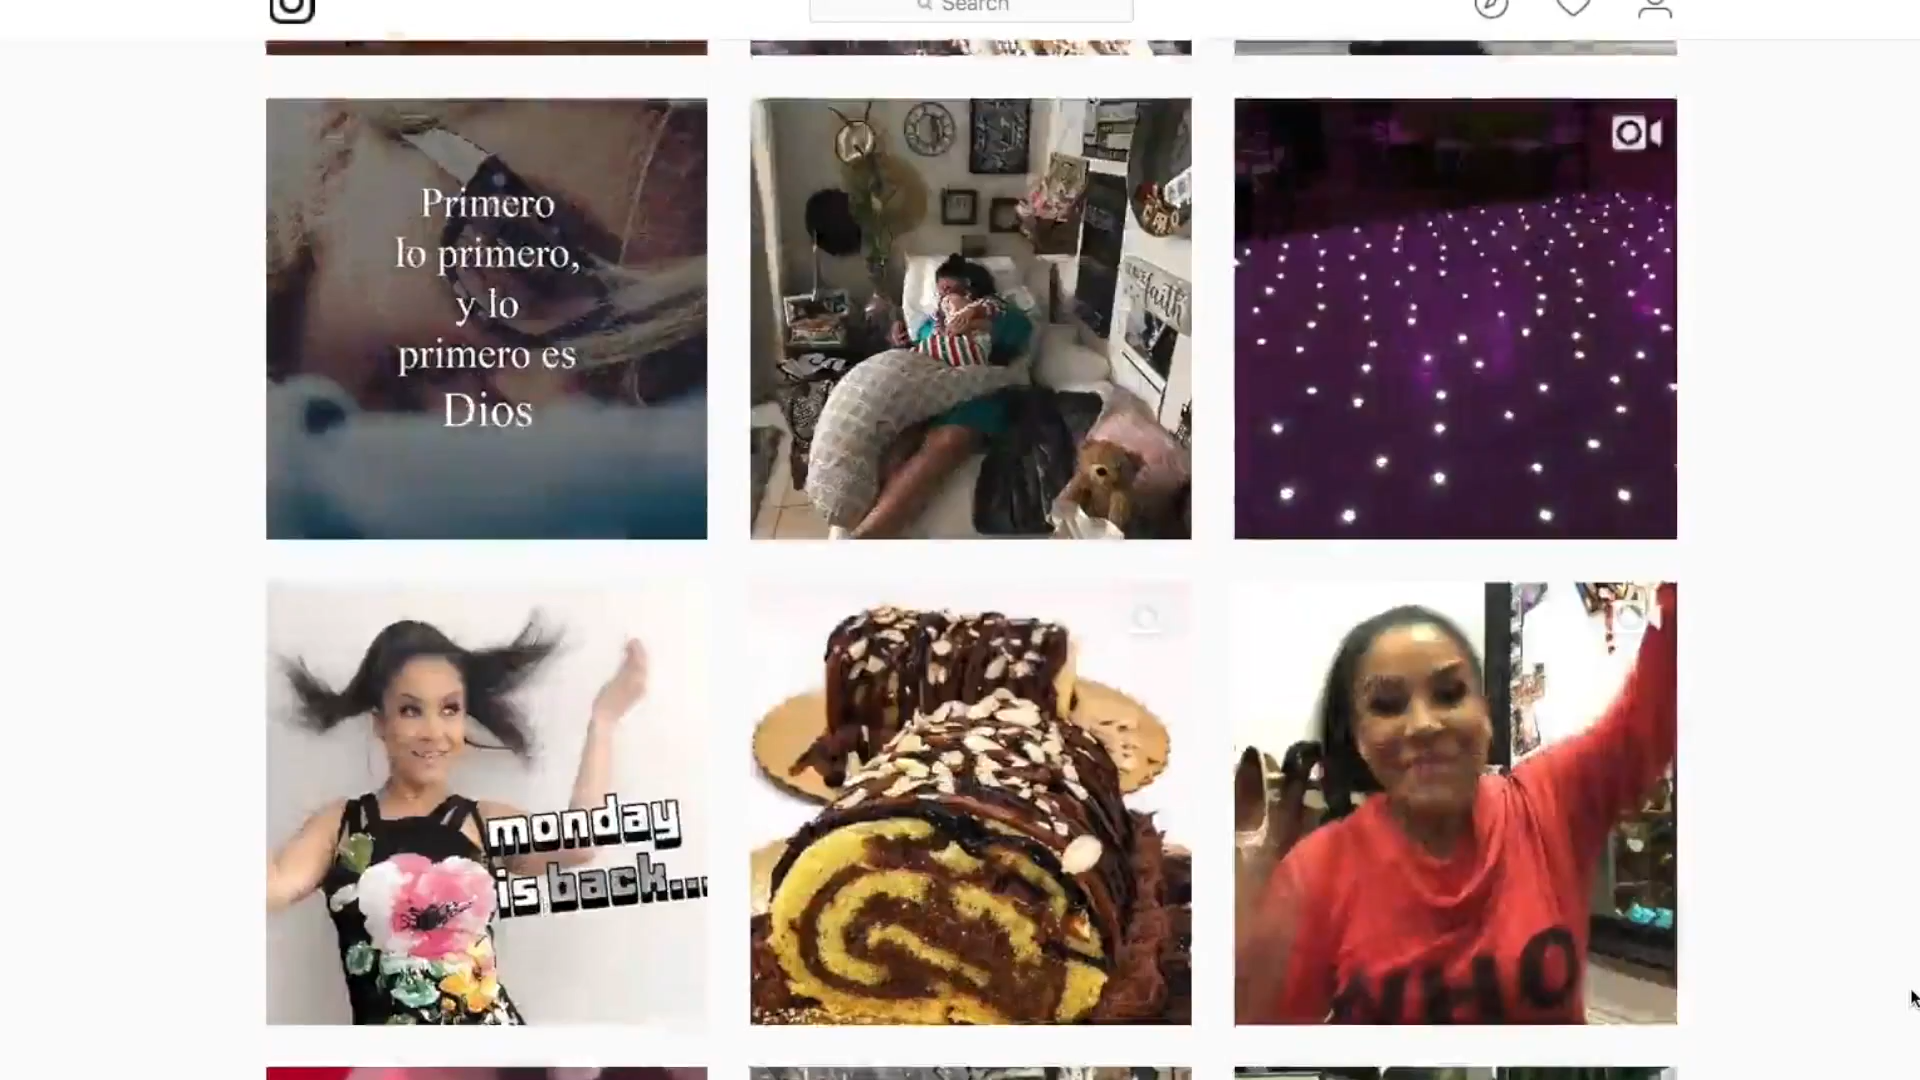 Search
Primero
lo primero,
y lo
primero es
Dios
faith
monday
is back...
WHO